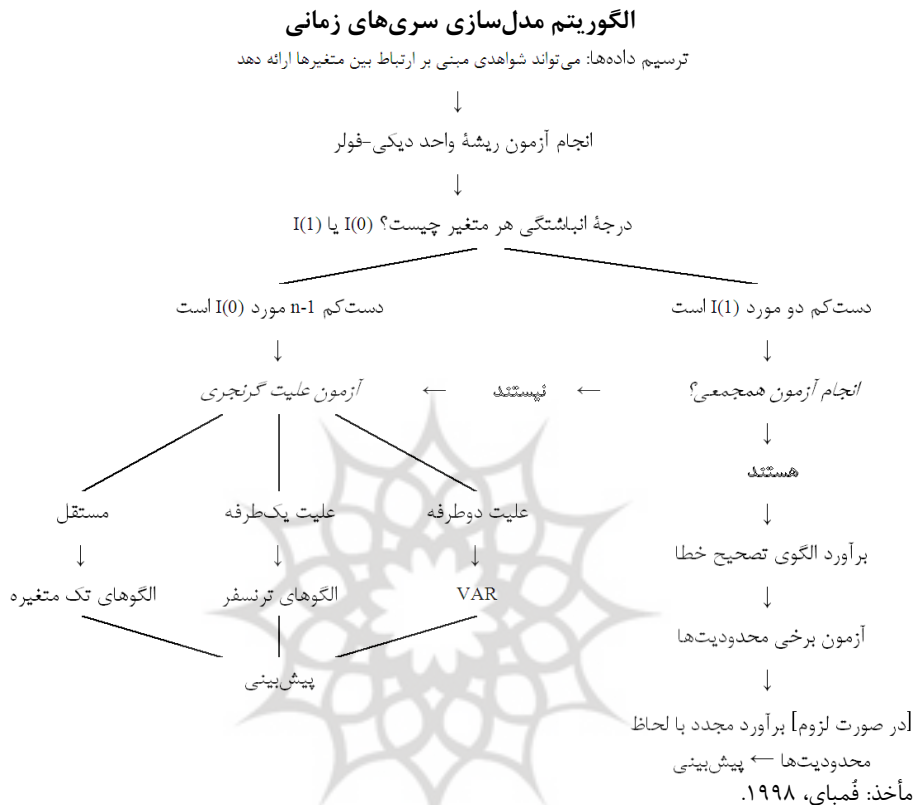 الگوریتم مدل‌سازی سری‌های زمانی
ترسیم داده‌ها: می‌تواند شواهدی مبنی بر ارتباط بین متغیرها ارائه دهد
↓
انجام آزمون ریشۀ واحد دیکی-فولر
↓
درجۀ انباشتگی هر متغیر چیست؟ I(0) یا I(1)
دست‌کم دو مورد I(1) است
دست‌کم n-1 مورد I(0) است
↓ ↓
انجام آزمون همجمعی؟ ← نیستند ← آزمون علیت گرنجری
↓
هستند
↓
علیت دوطرفه
علیت یک‌طرفه
مستقل
↓ ↓ ↓
برآورد الگوی تصحیح خطا
VAR
الگوهای ترنسفر
الگوهای تک متغیره
↓
آزمون برخی محدودیت‌ها
پیش‌بینی
↓
[در صورت لزوم] برآورد مجدد با لحاظ
محدودیت‌ها ← پیش‌بینی
مأخذ: فُمبای، ۱۹۹۸.